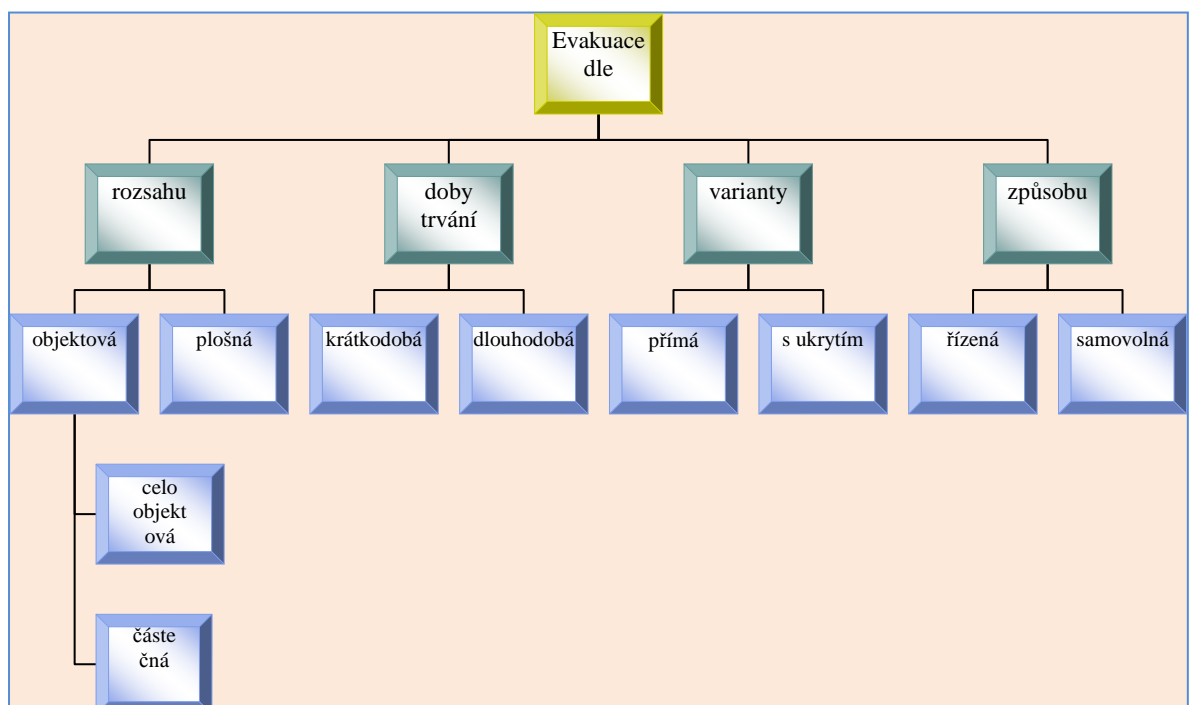 Evakuace
dle
rozsahu
doby
trvání
varianty
způsobu
objektová
plošná
krátkodobá
dlouhodobá
přímá
s ukrytím
řízená
samovolná
celo
objekt
ová
částe
čná